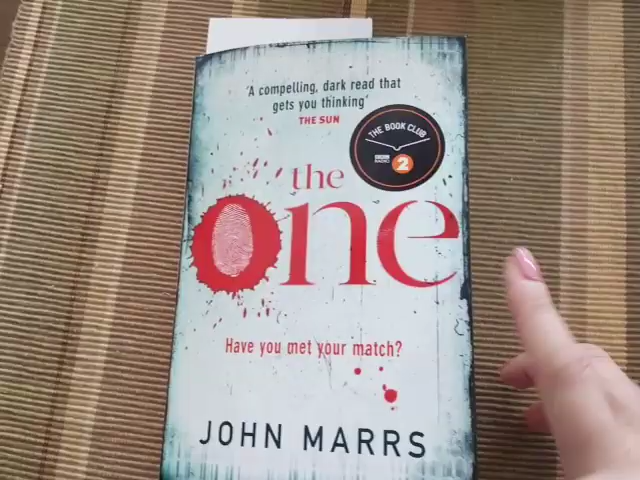 'A compelling, dark read that
gets you thinking'
THE SUN
THE BOOK CLUB
BBC
RADIO 2
the
one
Have you met your match?
JOHN MARRS